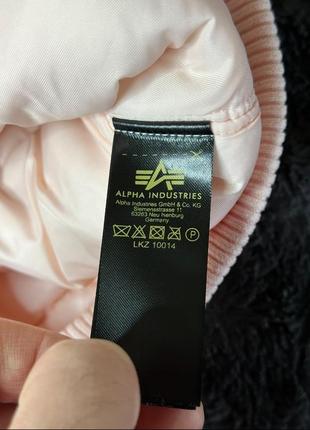 ALPHA INDUSTRIES
Alpha Industries GmbH & Co. KG
Siemensstrasse 11
63263 Neu Isenburg
Germany
LKZ 10014